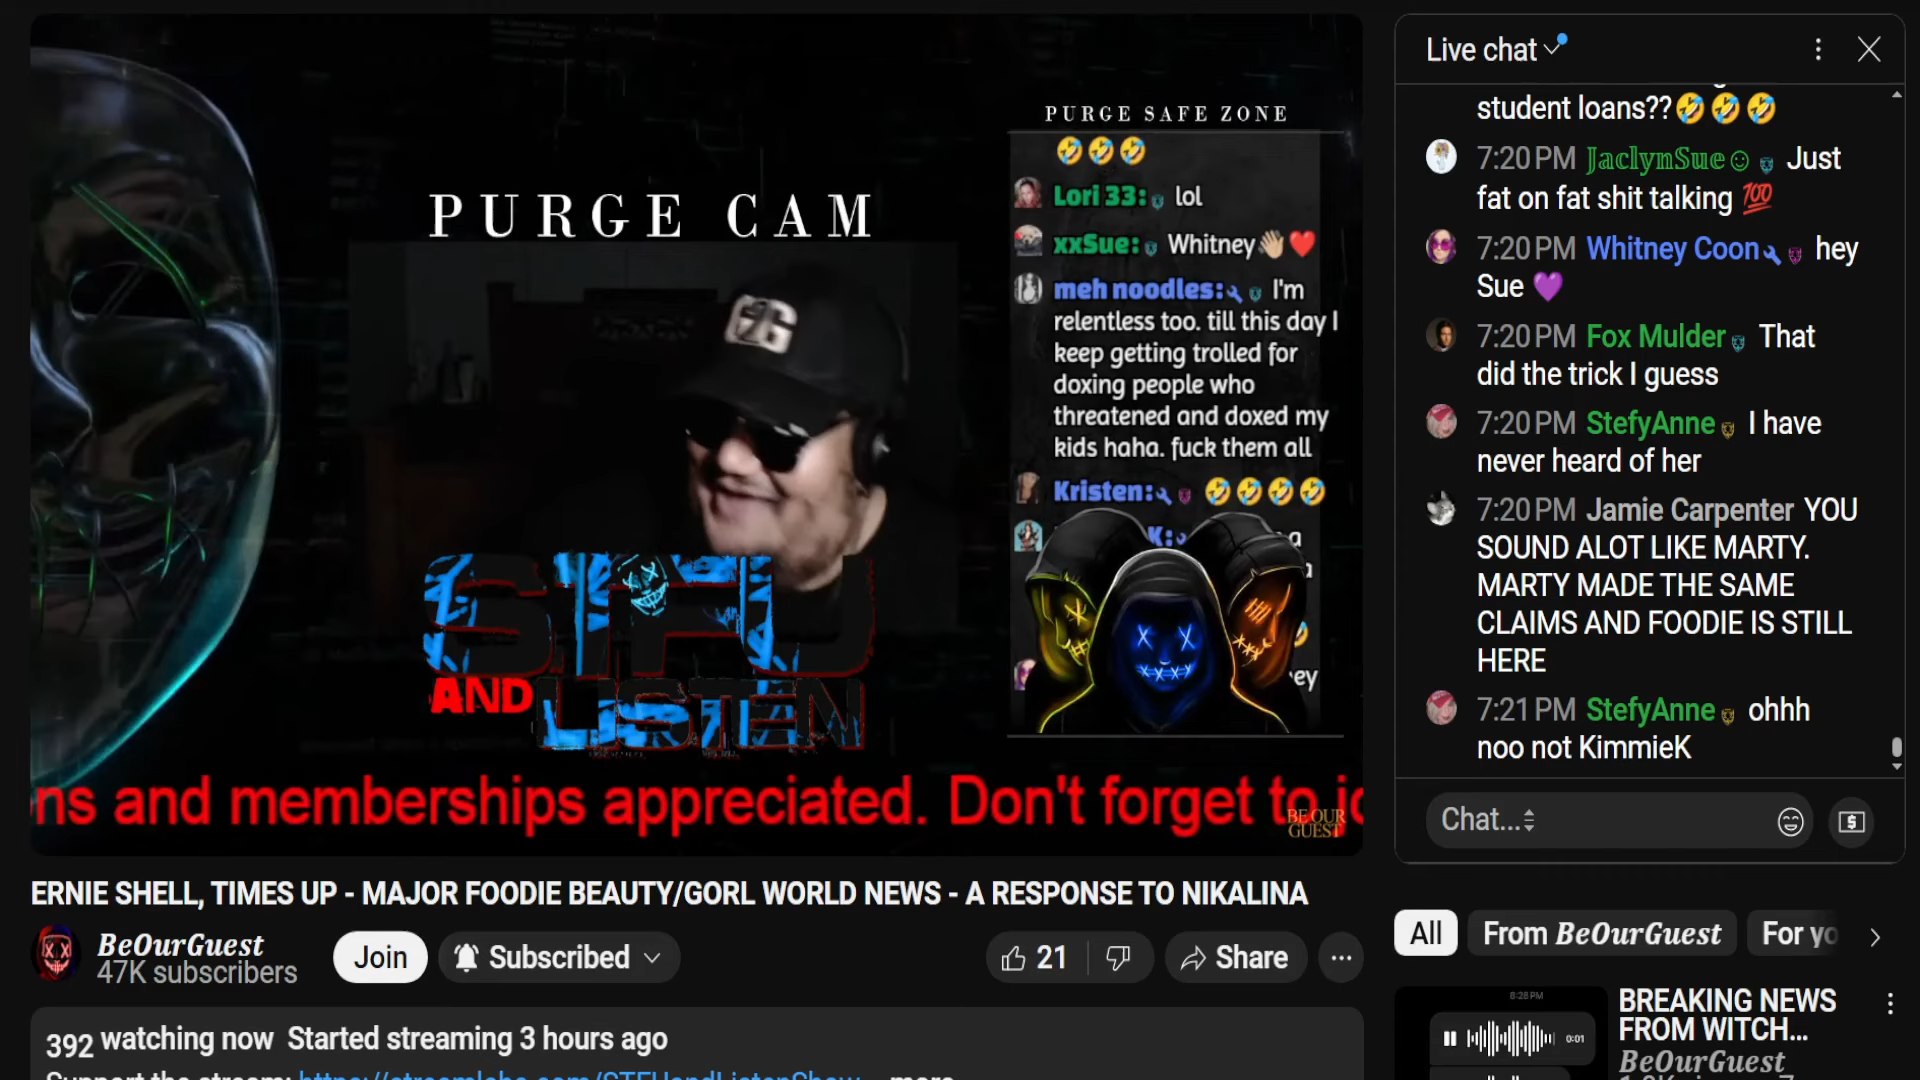 PURGE CAM
STFU
AND LISTEN
PURGE SAFE ZONE
🤣🤣🤣
Lori 33: lol
xxSue: Whitney👋🏼❤️
meh noodles: I'm
relentless too. till this day I
keep getting trolled for
doxing people who
threatened and doxed my
kids haha. fuck them all
Kristen: 🤣🤣🤣🤣
K:
ey
ns and memberships appreciated. Don't forget to jo
BE OUR
GUEST
ERNIE SHELL, TIMES UP - MAJOR FOODIE BEAUTY/GORL WORLD NEWS - A RESPONSE TO NIKALINA
BeOurGuest
47K subscribers
Join
Subscribed
21
Share
392 watching now Started streaming 3 hours ago
Support the stream: https://streamlabs.com/STFUandListenShow ...more
Live chat
student loans??🤣🤣🤣
7:20 PM JaclynSue☺ Just
fat on fat shit talking 💯
7:20 PM Whitney Coon hey
Sue 💜
7:20 PM Fox Mulder That
did the trick I guess
7:20 PM StefyAnne I have
never heard of her
7:20 PM Jamie Carpenter YOU
SOUND ALOT LIKE MARTY.
MARTY MADE THE SAME
CLAIMS AND FOODIE IS STILL
HERE
7:21 PM StefyAnne ohhh
noo not KimmieK
Chat...
All
From BeOurGuest
For yo
8:28 PM
0:01
BREAKING NEWS
FROM WITCH...
BeOurGuest